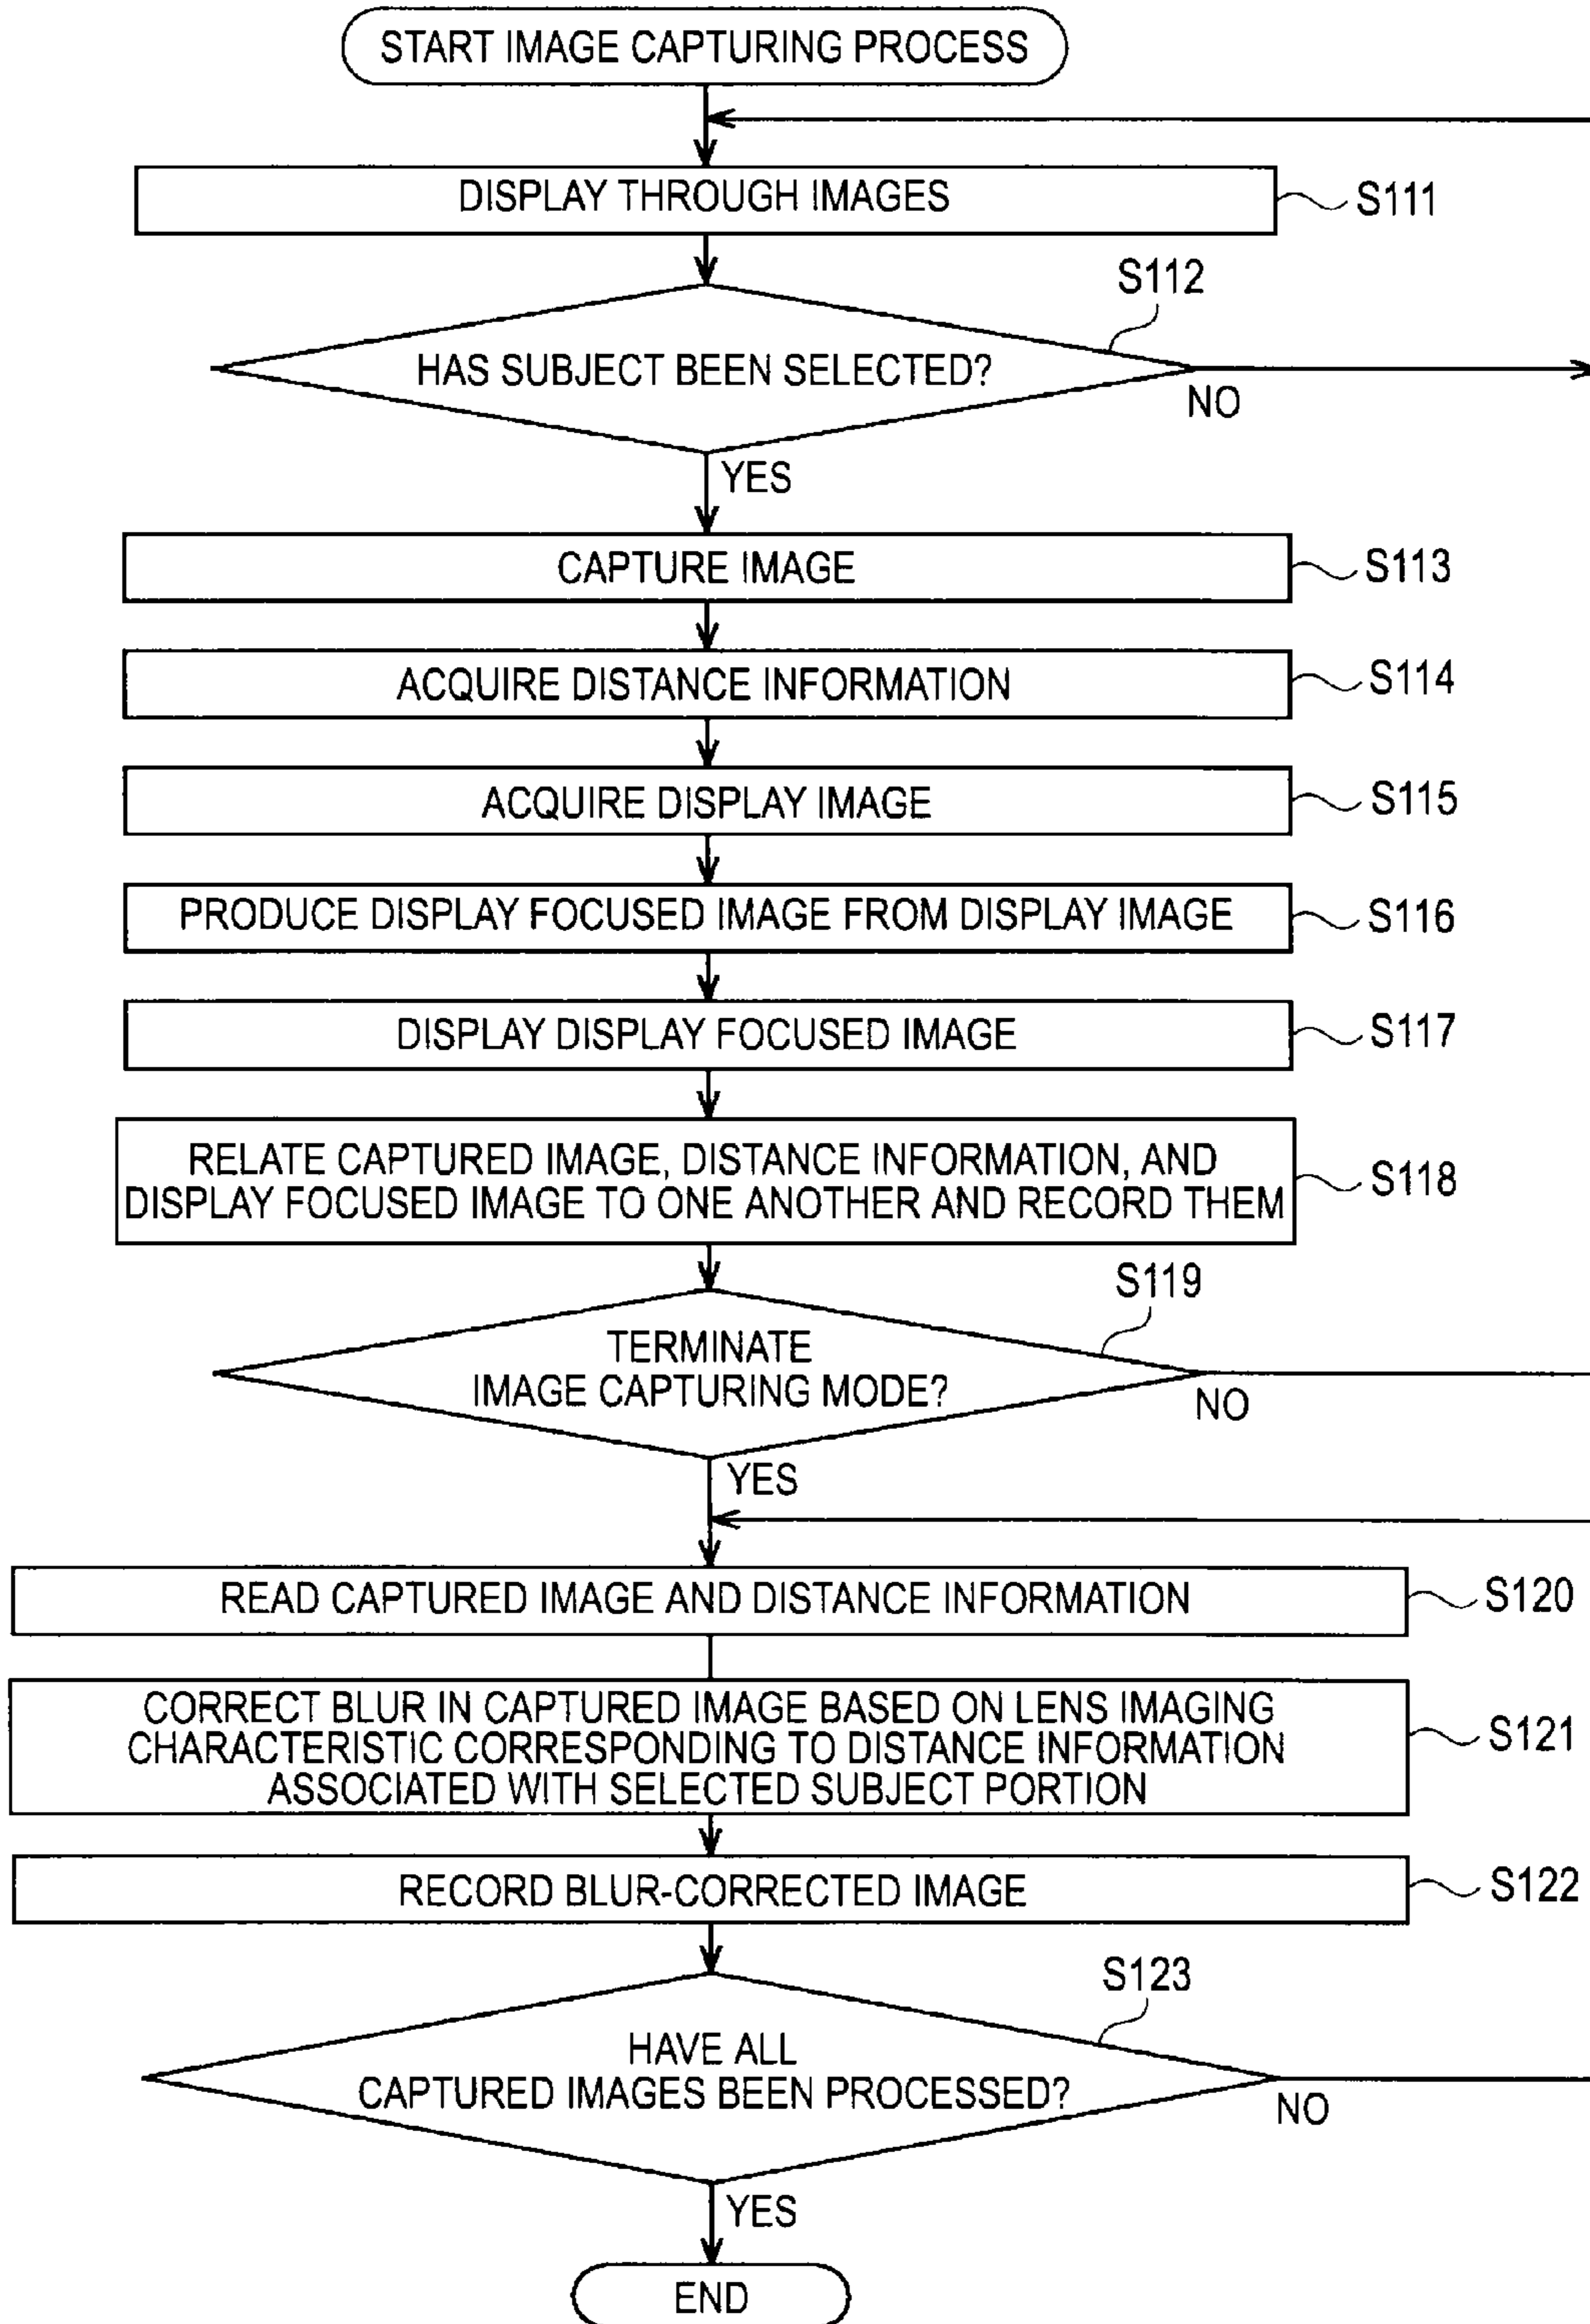 START IMAGE CAPTURING PROCESS
DISPLAY THROUGH IMAGES
S111
S112
HAS SUBJECT BEEN SELECTED?
NO
YES
CAPTURE IMAGE
S113
ACQUIRE DISTANCE INFORMATION
S114
ACQUIRE DISPLAY IMAGE
S115
PRODUCE DISPLAY FOCUSED IMAGE FROM DISPLAY IMAGE
S116
DISPLAY DISPLAY FOCUSED IMAGE
S117
RELATE CAPTURED IMAGE, DISTANCE INFORMATION, AND
DISPLAY FOCUSED IMAGE TO ONE ANOTHER AND RECORD THEM
S118
S119
TERMINATE
IMAGE CAPTURING MODE?
NO
YES
READ CAPTURED IMAGE AND DISTANCE INFORMATION
S120
CORRECT BLUR IN CAPTURED IMAGE BASED ON LENS IMAGING
CHARACTERISTIC CORRESPONDING TO DISTANCE INFORMATION
ASSOCIATED WITH SELECTED SUBJECT PORTION
S121
RECORD BLUR-CORRECTED IMAGE
S122
S123
HAVE ALL
CAPTURED IMAGES BEEN PROCESSED?
NO
YES
END